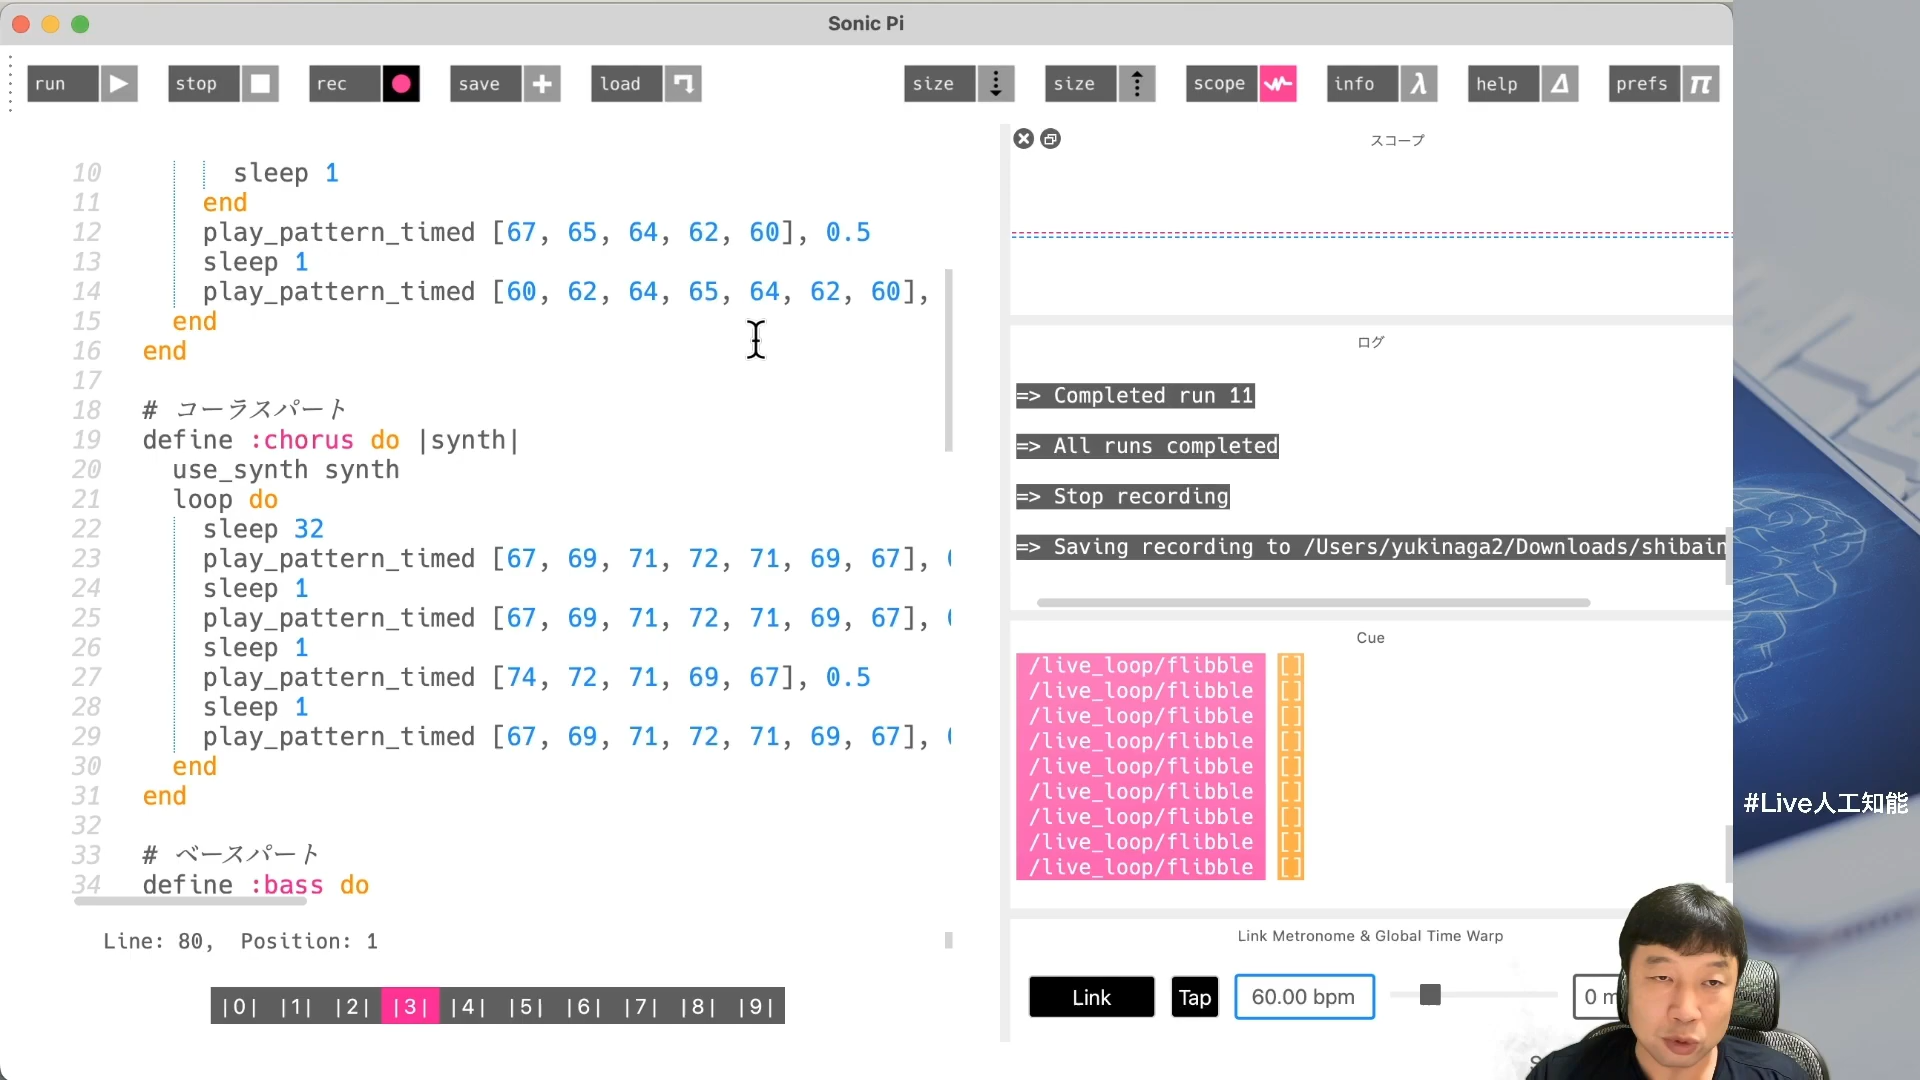 Sonic Pi
run stop rec save load size size scope info help prefs
10 sleep 1
11 end
12 play_pattern_timed [67, 65, 64, 62, 60], 0.5
13 sleep 1
14 play_pattern_timed [60, 62, 64, 65, 64, 62, 60],
15 end
16 end
17
18 # コーラスパート
19 define :chorus do |synth|
20 use_synth synth
21 loop do
22 sleep 32
23 play_pattern_timed [67, 69, 71, 72, 71, 69, 67],
24 sleep 1
25 play_pattern_timed [67, 69, 71, 72, 71, 69, 67],
26 sleep 1
27 play_pattern_timed [74, 72, 71, 69, 67], 0.5
28 sleep 1
29 play_pattern_timed [67, 69, 71, 72, 71, 69, 67],
30 end
31 end
32
33 # ベースパート
34 define :bass do
Line: 80, Position: 1
|0| |1| |2| |3| |4| |5| |6| |7| |8| |9|
スコープ
ログ
=> Completed run 11
=> All runs completed
=> Stop recording
=> Saving recording to /Users/yukinaga2/Downloads/shibain
Cue
/live_loop/flibble []
/live_loop/flibble []
/live_loop/flibble []
/live_loop/flibble []
/live_loop/flibble []
/live_loop/flibble []
/live_loop/flibble []
/live_loop/flibble []
/live_loop/flibble []
Link Metronome & Global Time Warp
Link Tap 60.00 bpm 0 m
#Live人工知能